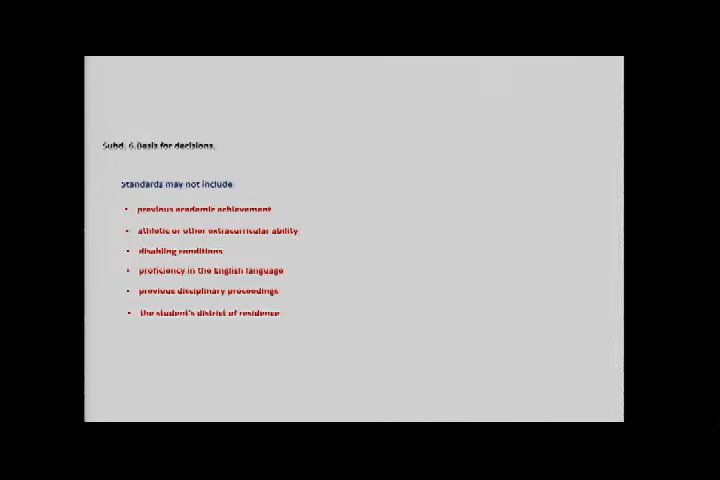 Subd. 6.Basis for decisions.
Standards may not include
• previous academic achievement
• athletic or other extracurricular ability
• disabling conditions
• proficiency in the English language
• previous disciplinary proceedings
• the student's district of residence